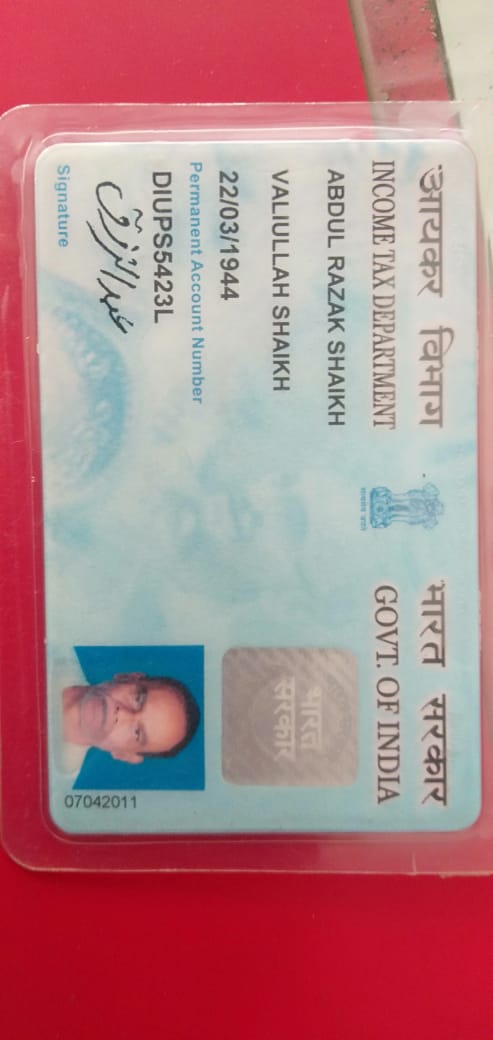 आयकर विभाग
INCOME TAX DEPARTMENT
भारत सरकार
GOVT. OF INDIA
ABDUL RAZAK SHAIKH
VALIULLAH SHAIKH
22/03/1944
Permanent Account Number
DIUPS5423L
عبدالرزاق
Signature
सत्यमेव जयते
भारत
सरकार
07042011